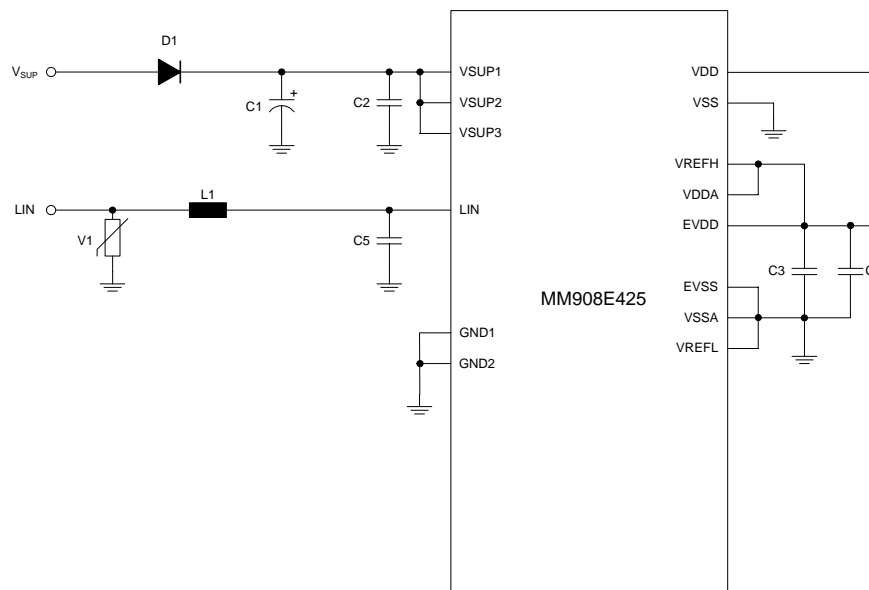 D1
VSUP
VSUP1
VDD
+
C1
C2
VSUP2
VSS
VSUP3
VREFH
VDDA
L1
LIN
LIN
EVDD
V1
C5
C3
EVSS
MM908E425
VSSA
GND1
VREFL
GND2